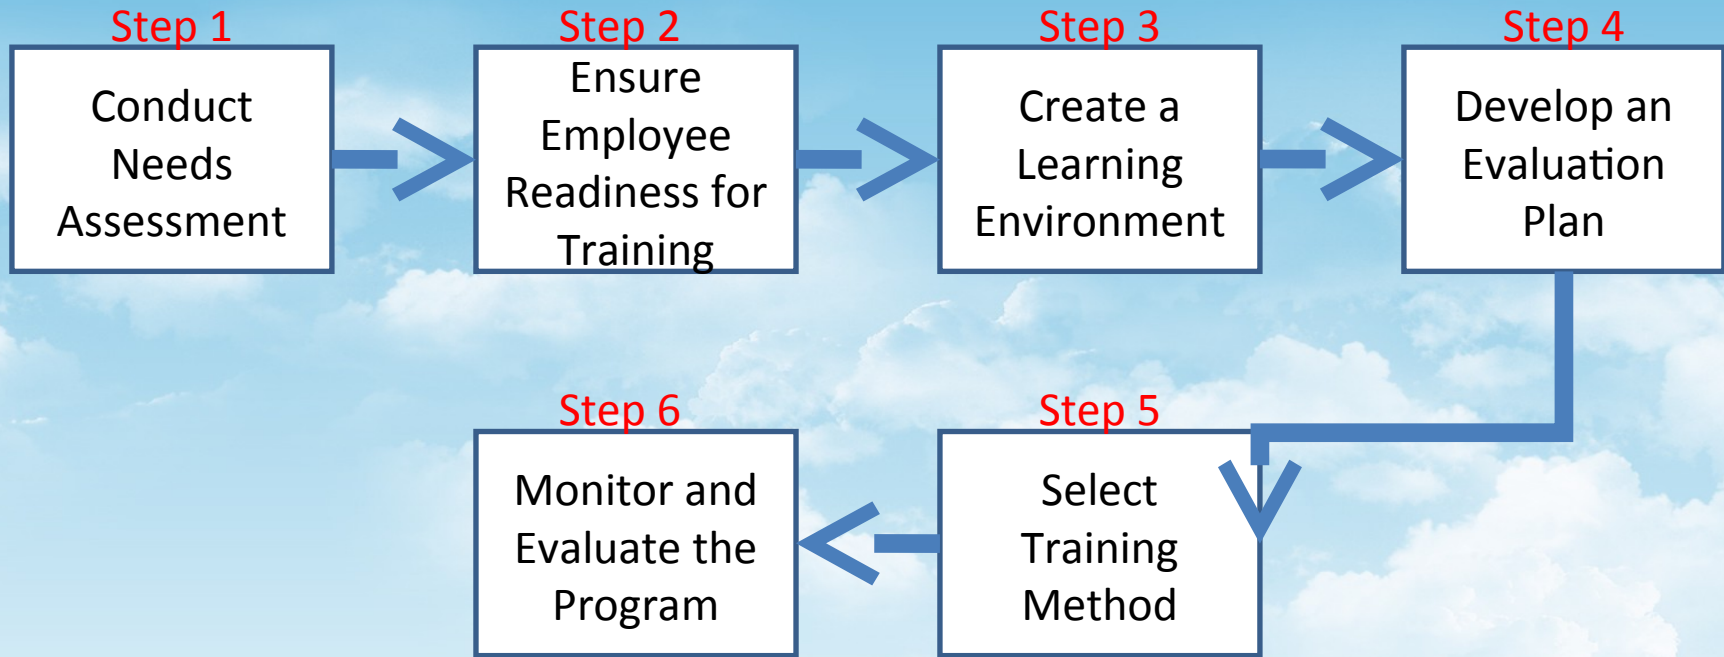 Step 1
Conduct
Needs
Assessment
Step 2
Ensure
Employee
Readiness for
Training
Step 3
Create a
Learning
Environment
Step 4
Develop an
Evaluation
Plan
Step 5
Select
Training
Method
Step 6
Monitor and
Evaluate the
Program